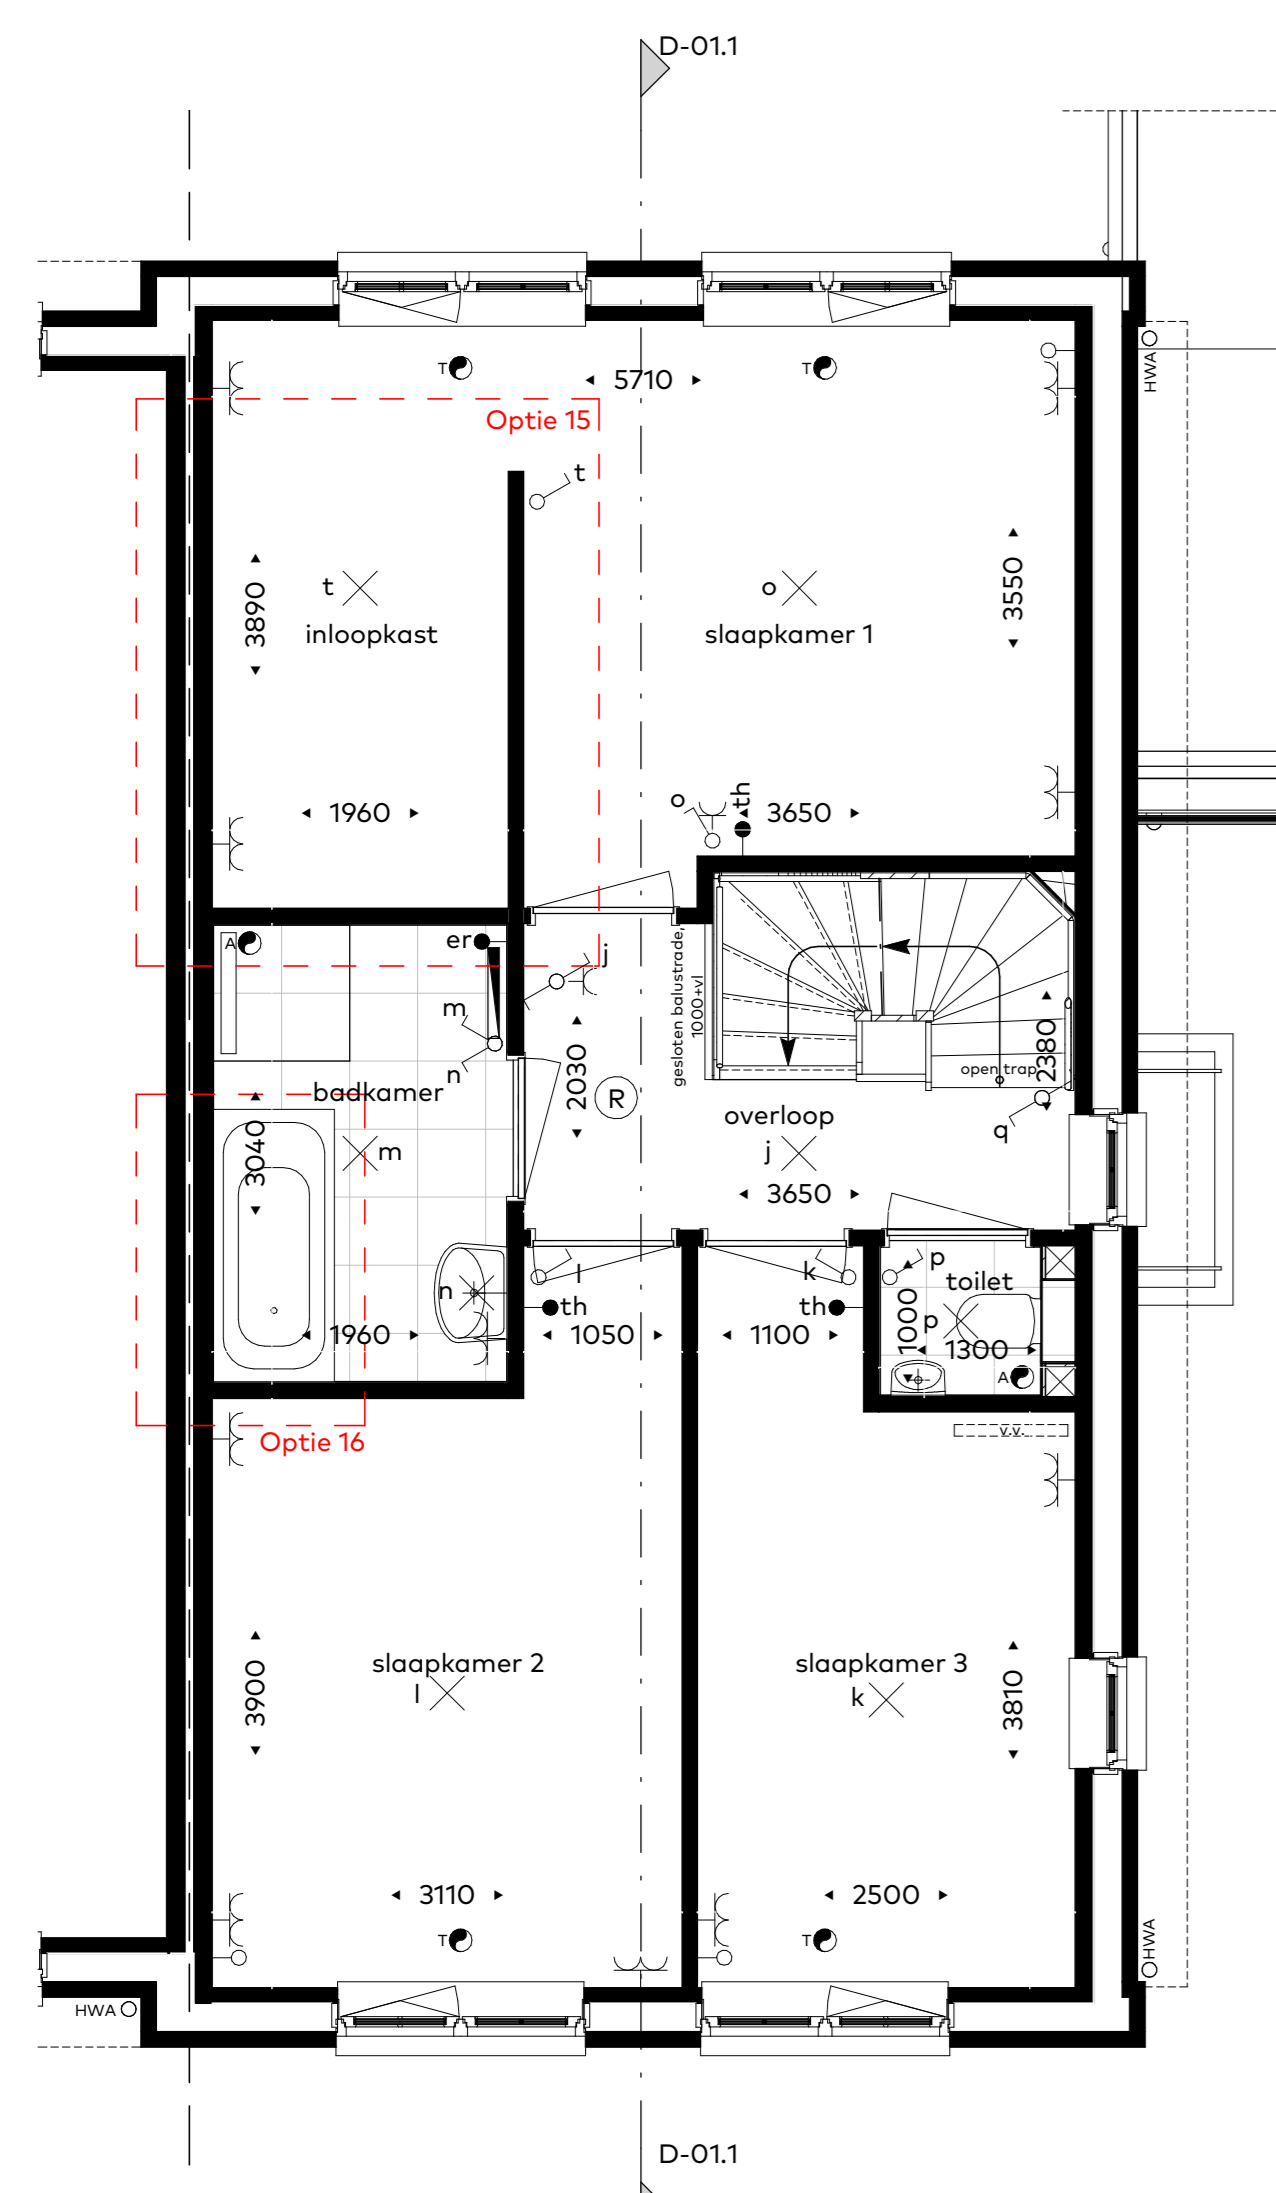 D-01.1
HWA
T
T
5710
Optie 15
t
t
inloopkast
3890
o
slaapkamer 1
3550
1960
o
th
3650
A
er
j
m
n
badkamer
3040
m
n
1960
2030
R
gesloten balustrade,
1000+vl
open trap
2380
overloop
j
q
3650
l
th
1050
k
th
1100
p
toilet
p
1000
1300
A
v.v.
Optie 16
slaapkamer 2
l
3900
slaapkamer 3
k
3810
3110
2500
T
T
HWA
HWA
D-01.1